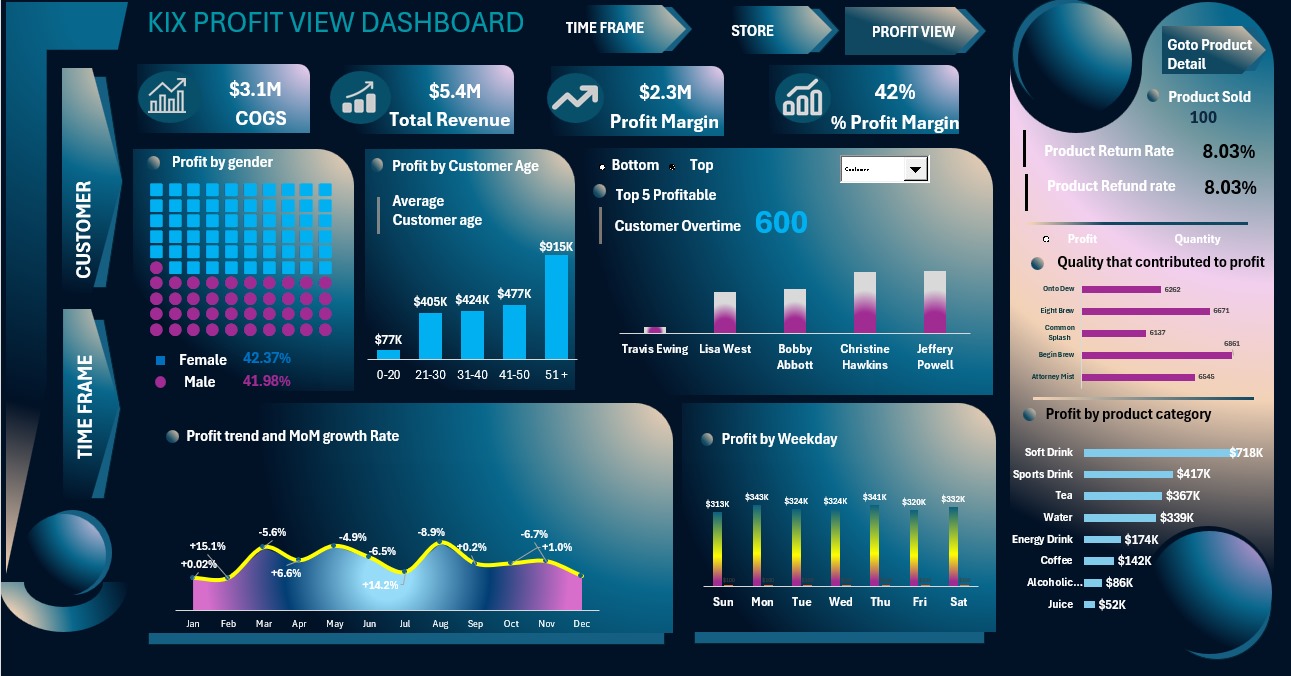 KIX PROFIT VIEW DASHBOARD
TIME FRAME
STORE
PROFIT VIEW
Goto Product
Detail
$3.1M
COGS
$5.4M
Total Revenue
$2.3M
Profit Margin
42%
% Profit Margin
Product Sold
100
Product Return Rate
8.03%
Product Refund rate
8.03%
CUSTOMER
TIME FRAME
Profit by gender
Female
42.37%
Male
41.98%
Profit by Customer Age
Average
Customer age
$77K
$405K
$424K
$477K
$915K
0-20
21-30
31-40
41-50
51 +
Bottom
Top
Customer
Top 5 Profitable
Customer Overtime
600
Travis Ewing
Lisa West
Bobby
Abbott
Christine
Hawkins
Jeffery
Powell
Profit
Quantity
Quality that contributed to profit
Onto Dew
6262
Eight Brew
6671
Common
Splash
6137
Begin Brew
6861
Attorney Mist
6545
Profit by product category
Soft Drink
$718K
Sports Drink
$417K
Tea
$367K
Water
$339K
Energy Drink
$174K
Coffee
$142K
Alcoholic...
$86K
Juice
$52K
Profit trend and MoM growth Rate
+0.02%
+15.1%
-5.6%
+6.6%
-4.9%
-6.5%
+14.2%
-8.9%
+0.2%
-6.7%
+1.0%
Jan
Feb
Mar
Apr
May
Jun
Jul
Aug
Sep
Oct
Nov
Dec
Profit by Weekday
$313K
$343K
$324K
$324K
$341K
$320K
$332K
Sun
Mon
Tue
Wed
Thu
Fri
Sat